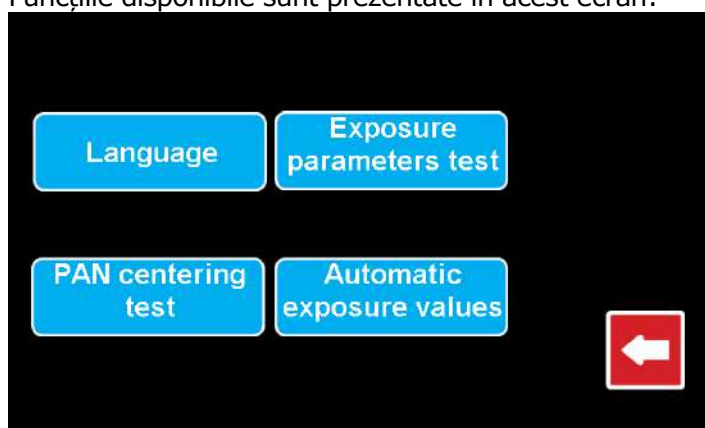 Funcțiile disponibile sunt prezentate în acest ecran:
Language
Exposure
parameters test
PAN centering
test
Automatic
exposure values